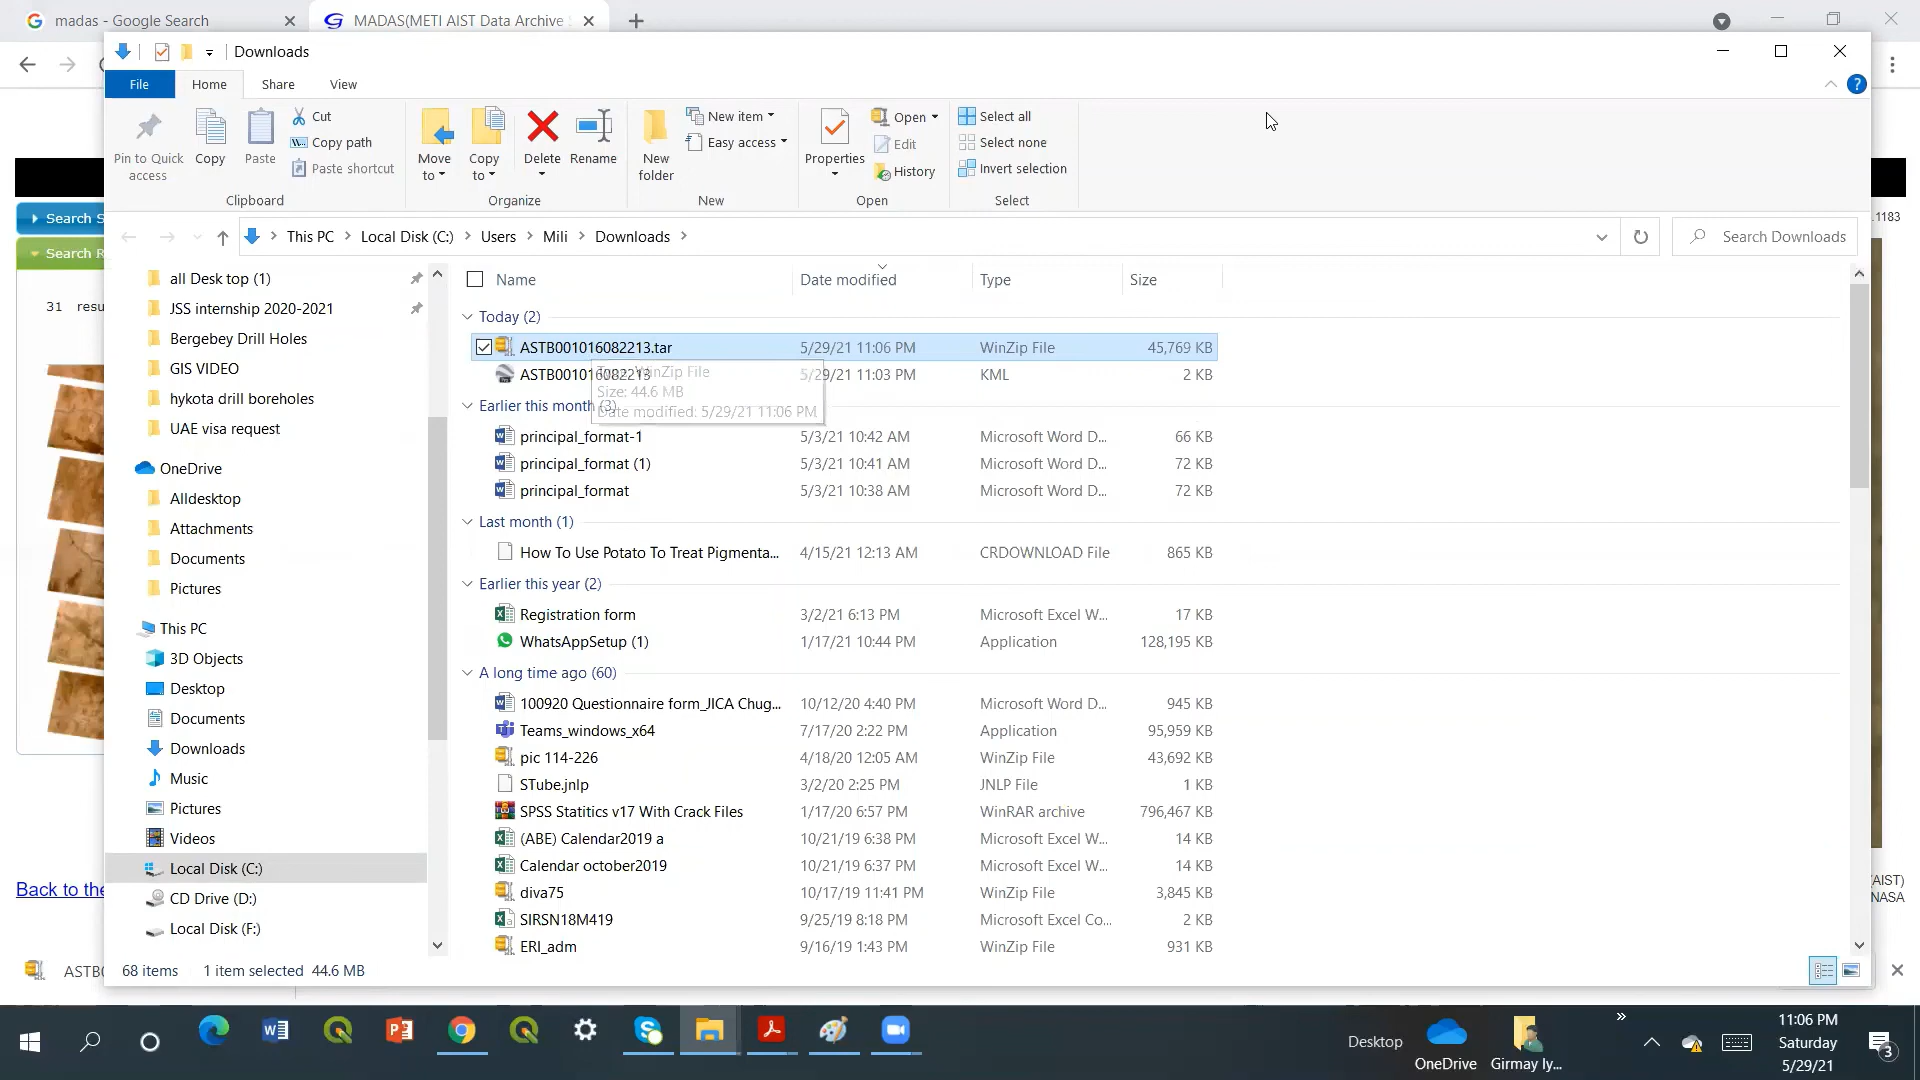 madas - Google Search
MADAS(METI AIST Data Archive
Downloads
File Home Share View
Pin to Quick access
Copy
Paste
Cut
Copy path
Paste shortcut
Clipboard
Move to
Copy to
Delete
Rename
Organize
New folder
New item
Easy access
New
Properties
Open
Edit
History
Open
Select all
Select none
Invert selection
Select
This PC Local Disk (C:) Users Mili Downloads
Search Downloads
.1183
Search S
Search R
31 resu
Back to the
(AIST)
NASA
all Desk top (1)
JSS internship 2020-2021
Bergebey Drill Holes
GIS VIDEO
hykota drill boreholes
UAE visa request
OneDrive
Alldesktop
Attachments
Documents
Pictures
This PC
3D Objects
Desktop
Documents
Downloads
Music
Pictures
Videos
Local Disk (C:)
CD Drive (D:)
Local Disk (F:)
Name Date modified Type Size
Today (2)
ASTB001016082213.tar 5/29/21 11:06 PM WinZip File 45,769 KB
ASTB001016082213 5/29/21 11:03 PM KML 2 KB
WinZip File
Size: 44.6 MB
Date modified: 5/29/21 11:06 PM
Earlier this month (3)
principal_format-1 5/3/21 10:42 AM Microsoft Word D... 66 KB
principal_format (1) 5/3/21 10:41 AM Microsoft Word D... 72 KB
principal_format 5/3/21 10:38 AM Microsoft Word D... 72 KB
Last month (1)
How To Use Potato To Treat Pigmenta... 4/15/21 12:13 AM CRDOWNLOAD File 865 KB
Earlier this year (2)
Registration form 3/2/21 6:13 PM Microsoft Excel W... 17 KB
WhatsAppSetup (1) 1/17/21 10:44 PM Application 128,195 KB
A long time ago (60)
100920 Questionnaire form_JICA Chug... 10/12/20 4:40 PM Microsoft Word D... 945 KB
Teams_windows_x64 7/17/20 2:22 PM Application 95,959 KB
pic 114-226 4/18/20 12:05 AM WinZip File 43,692 KB
STube.jnlp 3/2/20 2:25 PM JNLP File 1 KB
SPSS Statitics v17 With Crack Files 1/17/20 6:57 PM WinRAR archive 796,467 KB
(ABE) Calendar2019 a 10/21/19 6:38 PM Microsoft Excel W... 14 KB
Calendar october2019 10/21/19 6:37 PM Microsoft Excel W... 14 KB
diva75 10/17/19 11:41 PM WinZip File 3,845 KB
SIRSN18M419 9/25/19 8:18 PM Microsoft Excel Co... 2 KB
ERI_adm 9/16/19 1:43 PM WinZip File 931 KB
ASTB0
68 items 1 item selected 44.6 MB
Desktop
OneDrive
Girmay Iy...
11:06 PM
Saturday
5/29/21
3